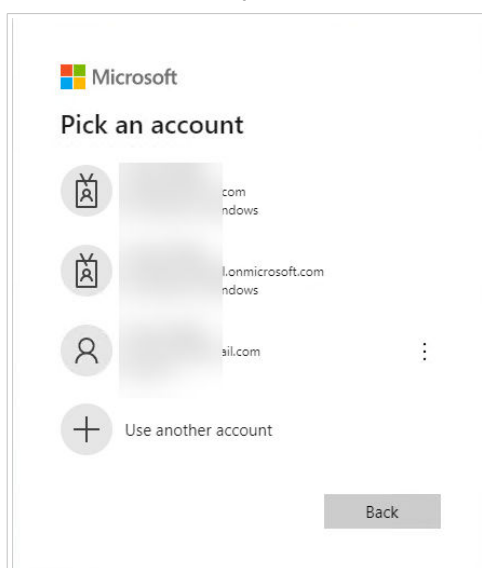 Microsoft
Pick an account
.com
ndows
l.onmicrosoft.com
ndows
ail.com
Use another account
Back